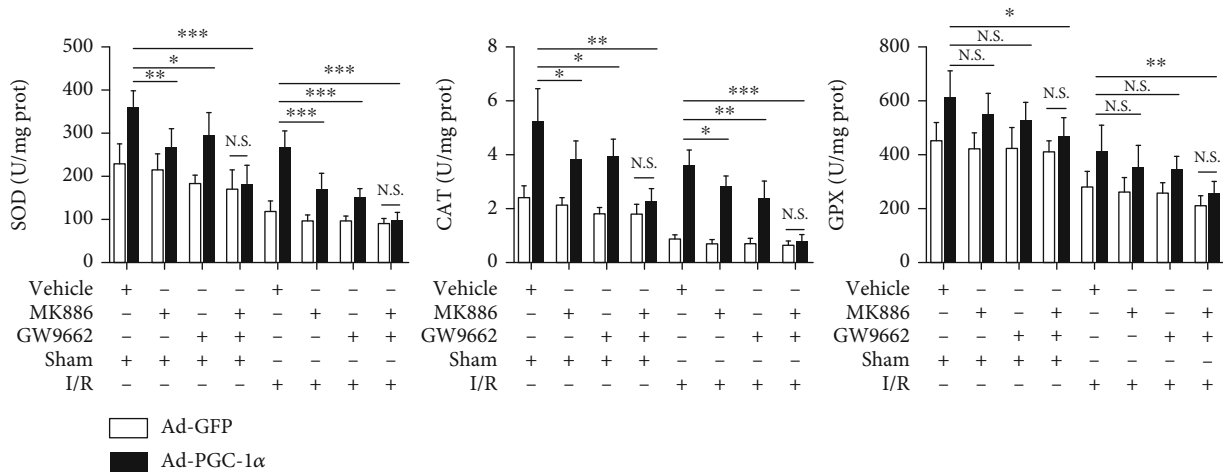 *** *** *
* *** ** N.S.
** *** * *** N.S. **
*** ** N.S.
* N.S.
500 8 800
400 6 600
300 4 400
200 2 200
100 0 0
0
N.S. N.S. N.S. N.S. N.S. N.S.
SOD (U/mg prot) CAT (U/mg prot) GPX (U/mg prot)
Vehicle + – – – + – – – + – – – + – – – + – – – + – – –
MK886 – + – + – + – + – + – + – + – + – + – + – + – +
GW9662 – – + + – – + + – – + + – – + + – – + + – – + +
Sham + + + + – – – – + + + + – – – – + + + + – – – –
I/R – – – – + + + + – – – – + + + + – – – – + + + +
Ad-GFP
Ad-PGC-1α